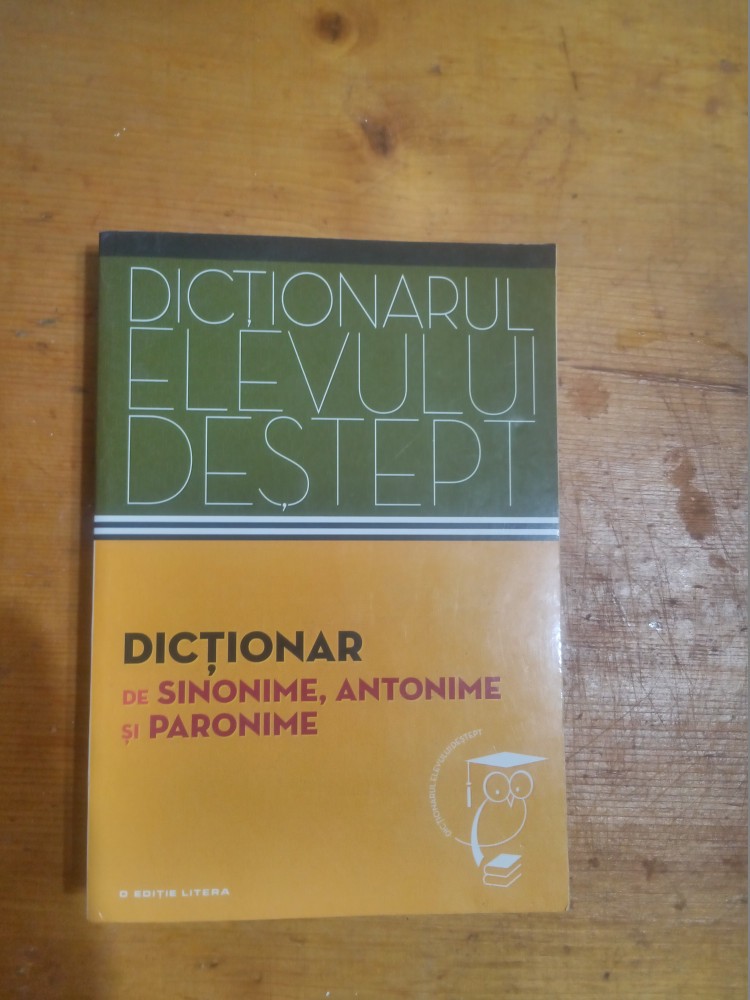 DICȚIONARUL
ELEVULUI
DEȘTEPT
DICȚIONAR
DE SINONIME, ANTONIME
ȘI PARONIME
DICȚIONARUL ELEVULUI DEȘTEPT
O EDIȚIE LITERA